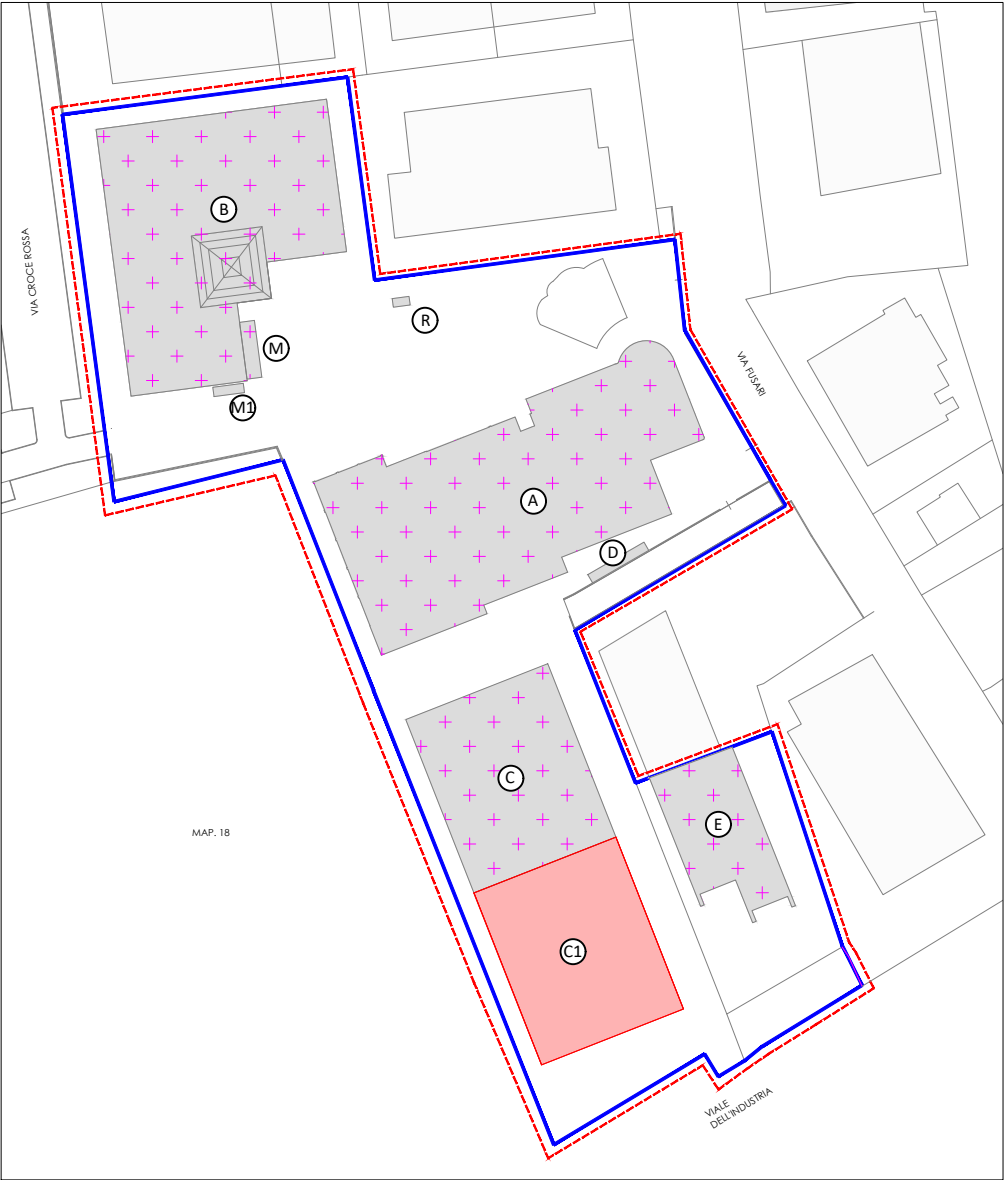 B
VIA CROCE ROSSA
R
M
M1
VIA FUSARI
A
D
C
E
MAP. 18
C1
VIALE
DELL'INDUSTRIA